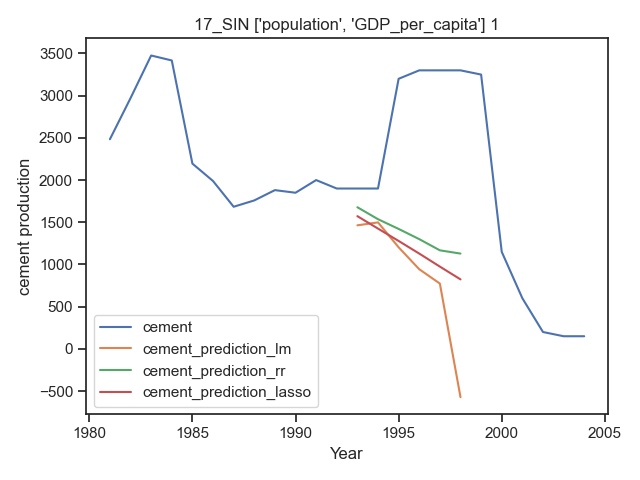 17_SIN ['population', 'GDP_per_capita'] 1
3500
3000
2500
2000
1500
1000
500
0
−500
cement production
cement
cement_prediction_lm
cement_prediction_rr
cement_prediction_lasso
1980 1985 1990 1995 2000 2005
Year